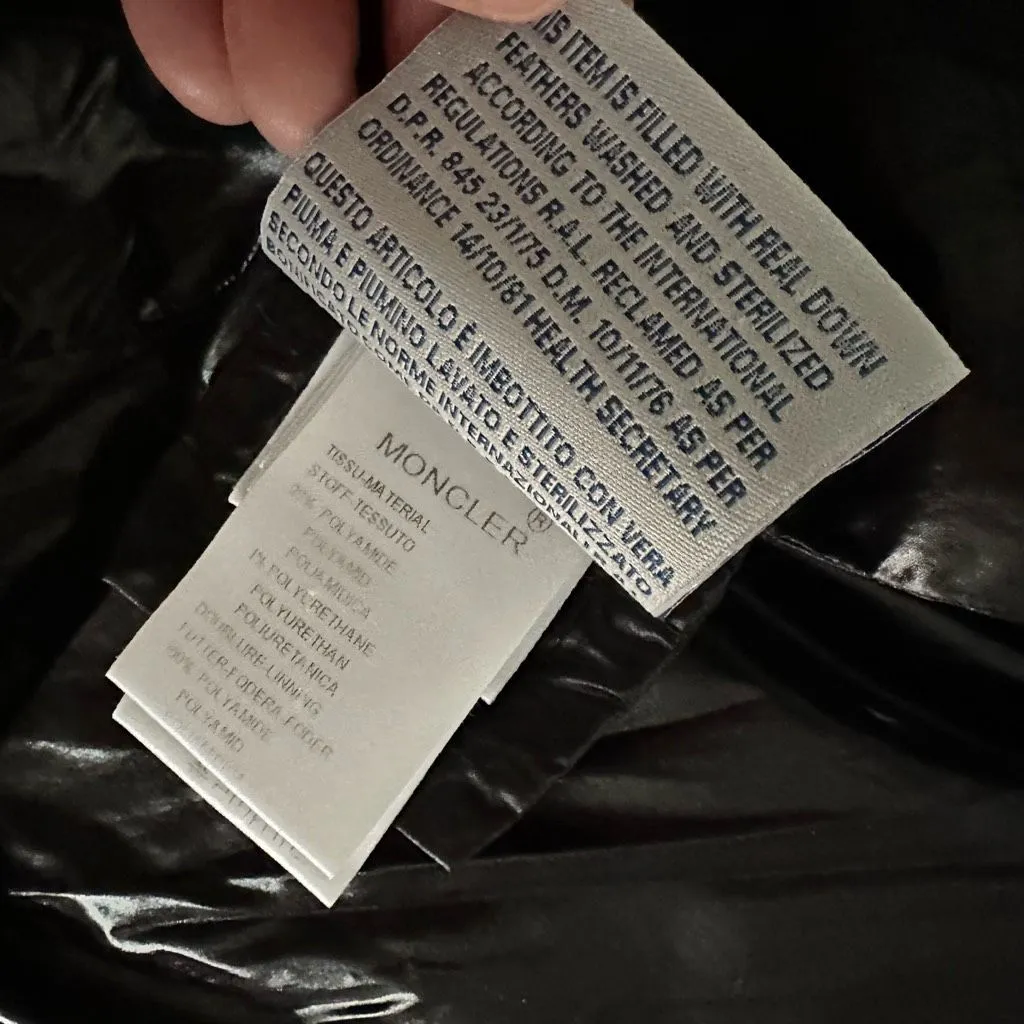 IS ITEM IS FILLED WITH REAL DOWN
FEATHERS WASHED AND STERILIZED
ACCORDING TO THE INTERNATIONAL
REGULATIONS R.A.L. RECLAMED AS PER
D.P.R. 845 23/1/75 D.M. 10/11/76 AS PER
ORDINANCE 14/10/81 HEALTH SECRETARY
QUESTO ARTICOLO È IMBOTTITO CON VERA
PIUMA E PIUMINO LAVATO E STERILIZZATO
SECONDO LE NORME INTERNAZIONALI
MONCLER®
TISSU-MATERIAL
STOFF-TESSUTO
POLYAMIDE
POLYAMID
POLIAMIDICA
POLYURETHANE
POLYURETHAN
POLIURETANICA
DOUBLURE-LINNING
FUTTER-FODERA-FODER
POLYAMIDE
POLYAMID